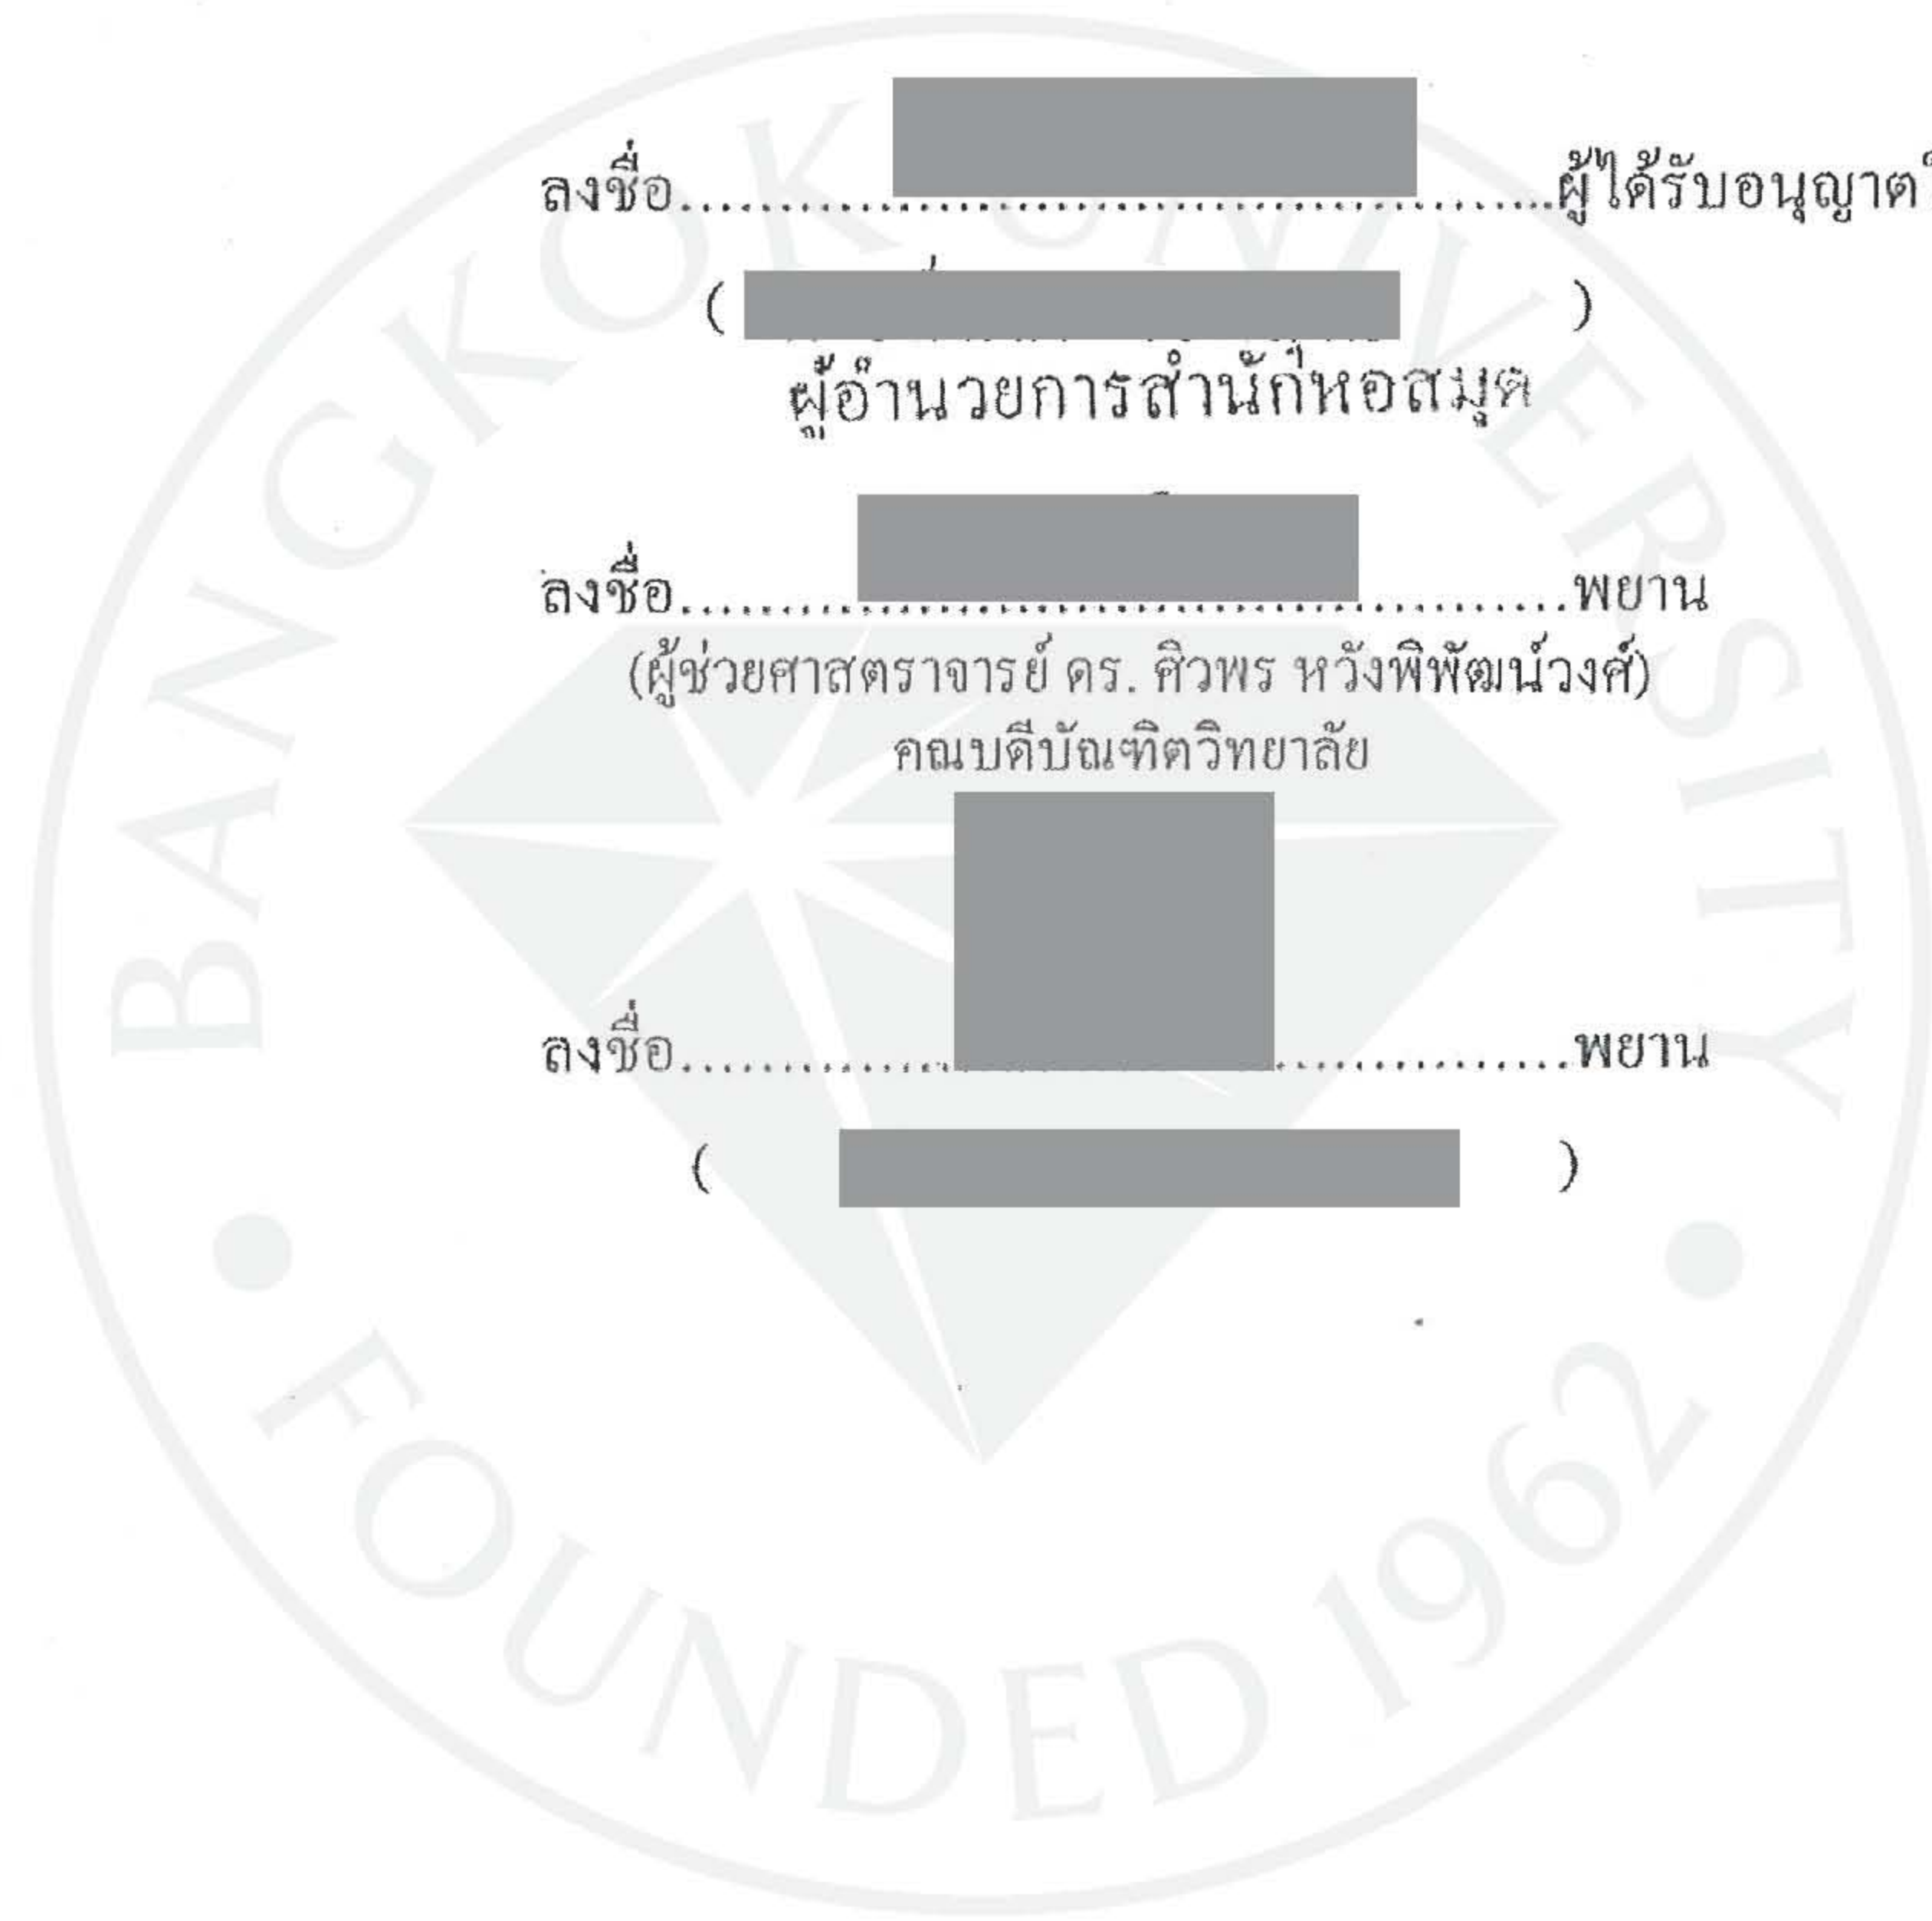 ลงชื่อ..................................................ผู้ได้รับอนุญาต
( )
ผู้อำนวยการสำนักหอสมุด
ลงชื่อ..................................................พยาน
(ผู้ช่วยศาสตราจารย์ ดร. ศิวพร หวังพิพัฒน์วงศ์)
คณบดีบัณฑิตวิทยาลัย
ลงชื่อ..................................................พยาน
( )
BANGKOK UNIVERSITY
FOUNDED 1962